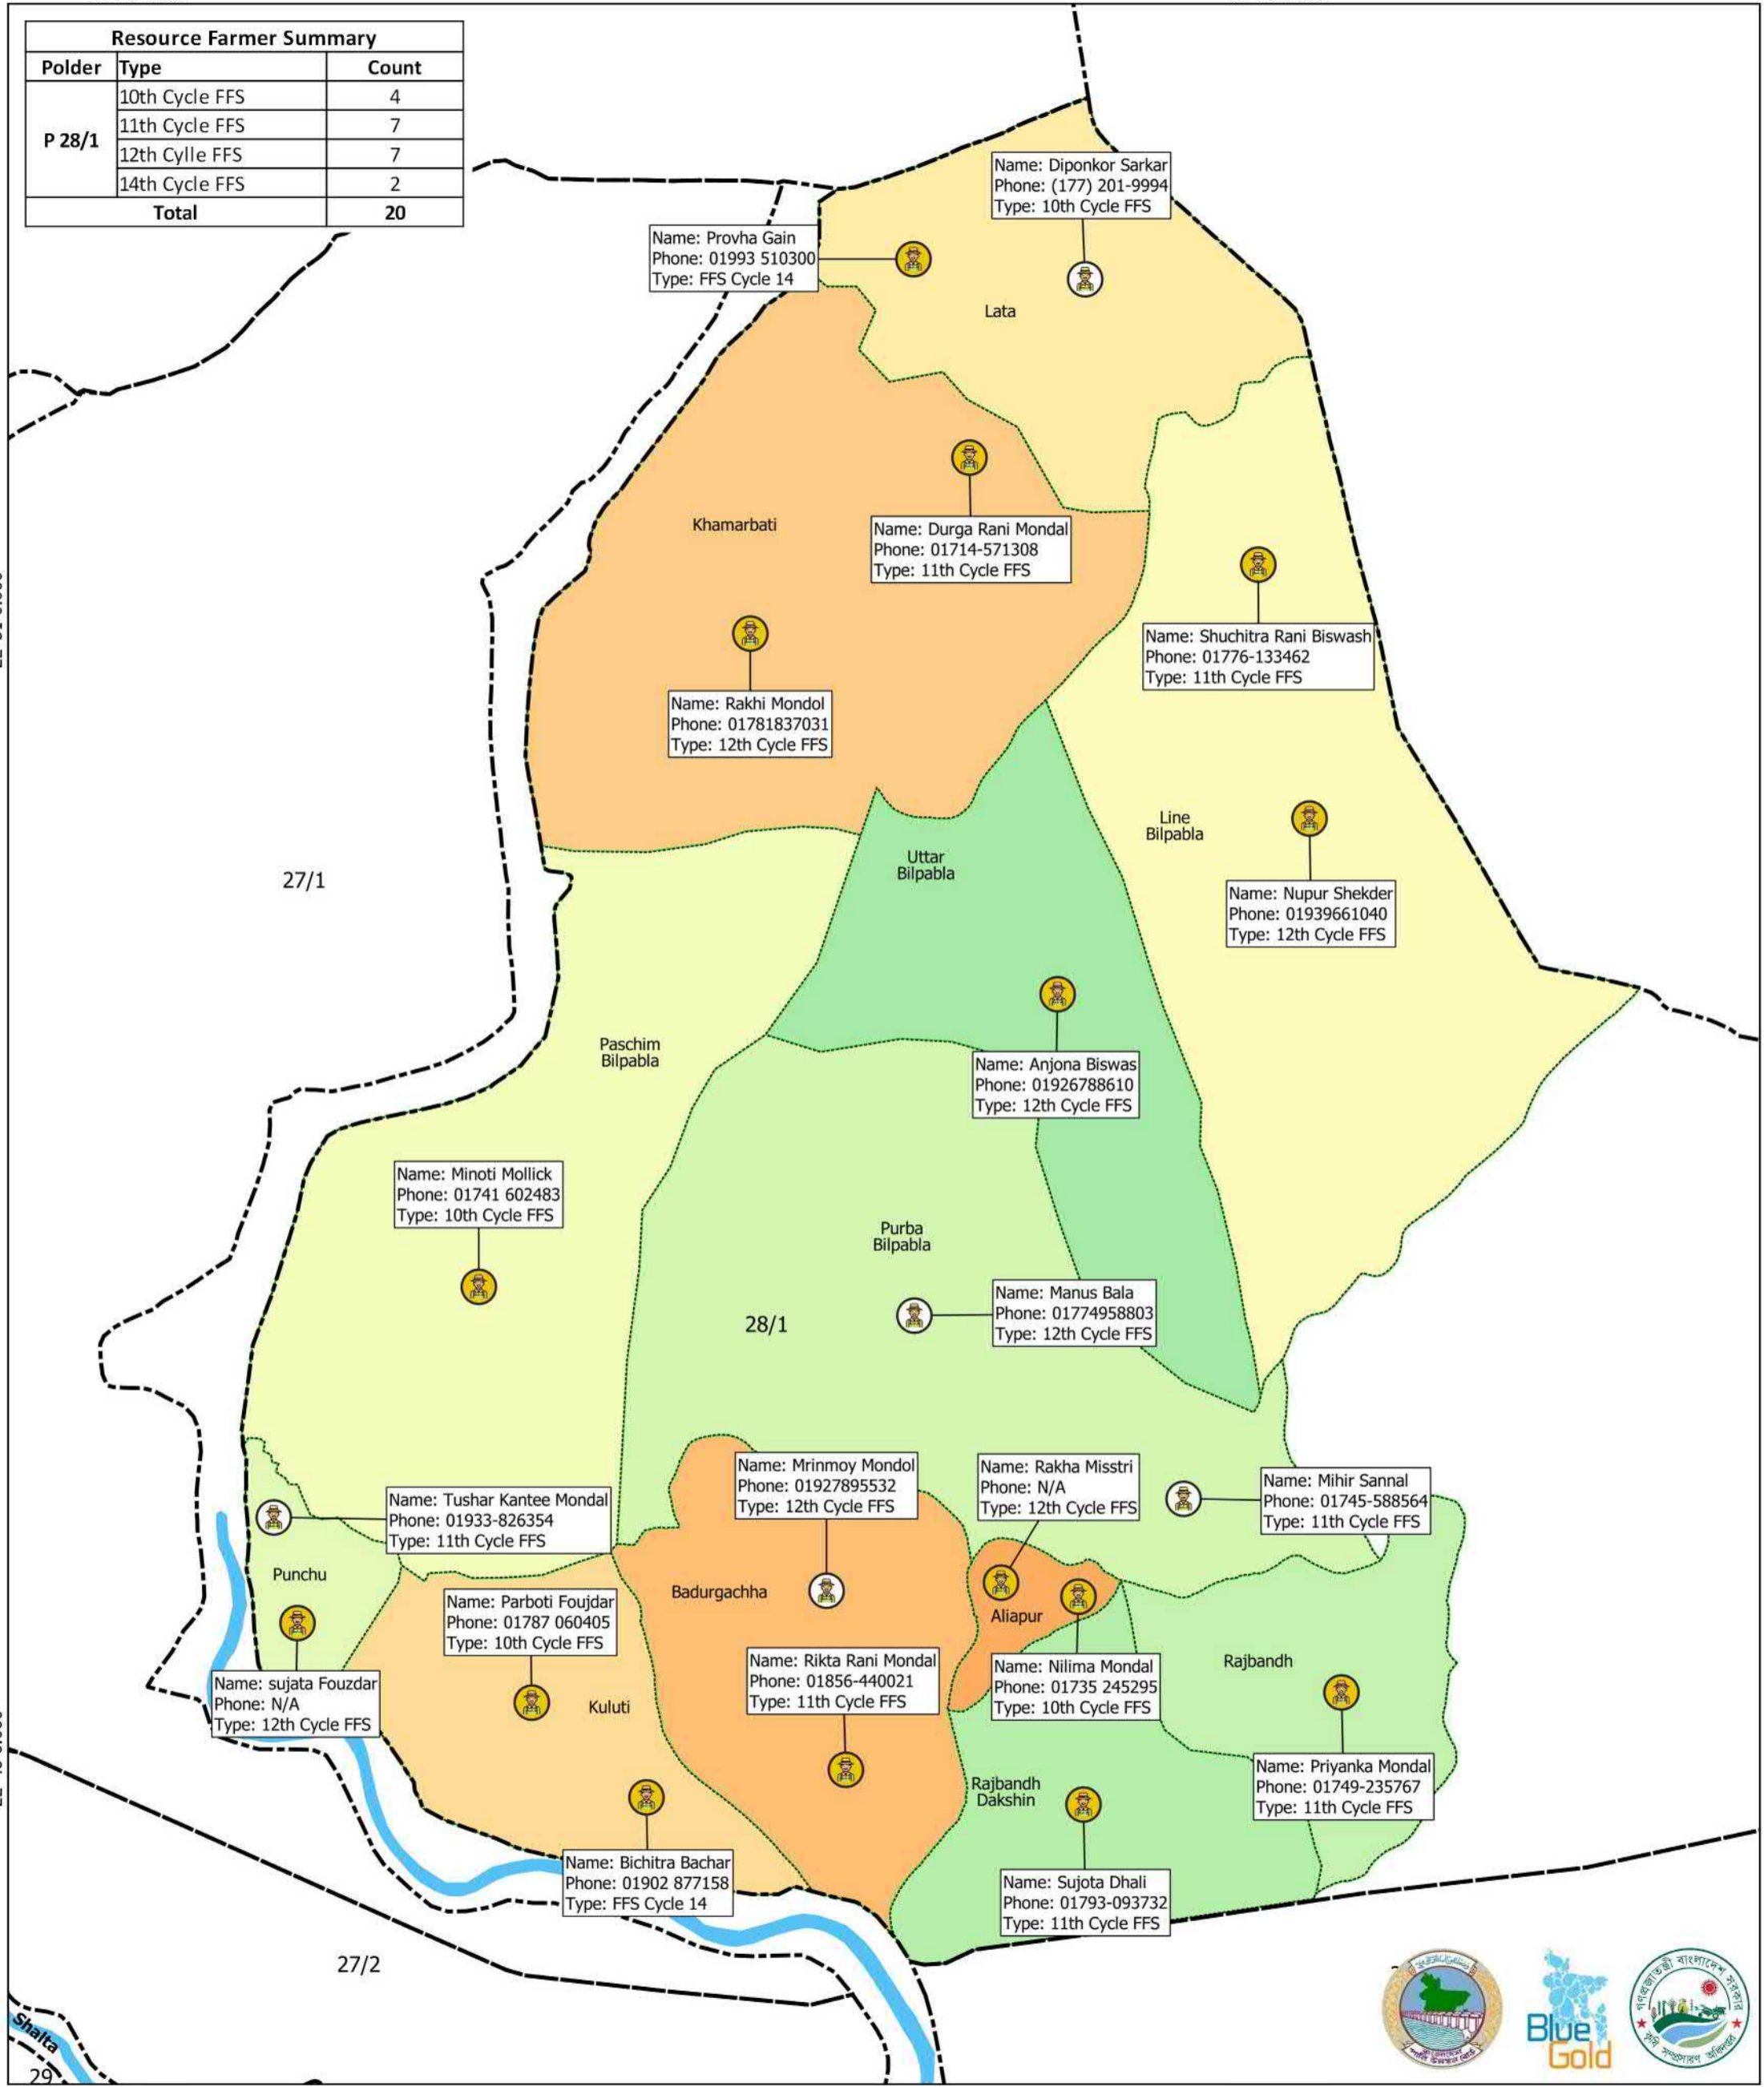 Resource Farmer Summary
Polder Type Count
P 28/1
10th Cycle FFS 4
11th Cycle FFS 7
12th Cylle FFS 7
14th Cycle FFS 2
Total 20
Name: Diponkor Sarkar
Phone: (177) 201-9994
Type: 10th Cycle FFS
Name: Provha Gain
Phone: 01993 510300
Type: FFS Cycle 14
Lata
Khamarbati
Name: Durga Rani Mondal
Phone: 01714-571308
Type: 11th Cycle FFS
Name: Shuchitra Rani Biswash
Phone: 01776-133462
Type: 11th Cycle FFS
Name: Rakhi Mondol
Phone: 01781837031
Type: 12th Cycle FFS
Line
Bilpabla
Uttar
Bilpabla
27/1
Name: Nupur Shekder
Phone: 01939661040
Type: 12th Cycle FFS
Paschim
Bilpabla
Name: Anjona Biswas
Phone: 01926788610
Type: 12th Cycle FFS
Name: Minoti Mollick
Phone: 01741 602483
Type: 10th Cycle FFS
Purba
Bilpabla
28/1
Name: Manus Bala
Phone: 01774958803
Type: 12th Cycle FFS
Name: Mrinmoy Mondol
Phone: 01927895532
Type: 12th Cycle FFS
Name: Rakha Misstri
Phone: N/A
Type: 12th Cycle FFS
Name: Mihir Sannal
Phone: 01745-588564
Type: 11th Cycle FFS
Name: Tushar Kantee Mondal
Phone: 01933-826354
Type: 11th Cycle FFS
Punchu
Badurgachha
Aliapur
Name: Parboti Foujdar
Phone: 01787 060405
Type: 10th Cycle FFS
Name: Rikta Rani Mondal
Phone: 01856-440021
Type: 11th Cycle FFS
Name: Nilima Mondal
Phone: 01735 245295
Type: 10th Cycle FFS
Rajbandh
Name: sujata Fouzdar
Phone: N/A
Type: 12th Cycle FFS
Kuluti
Name: Priyanka Mondal
Phone: 01749-235767
Type: 11th Cycle FFS
Rajbandh
Dakshin
Name: Bichitra Bachar
Phone: 01902 877158
Type: FFS Cycle 14
Name: Sujota Dhali
Phone: 01793-093732
Type: 11th Cycle FFS
27/2
Shalta
29
Blue
Gold
গণপ্রজাতন্ত্রী বাংলাদেশ সরকার
কৃষি সম্প্রসারণ অধিদপ্তর